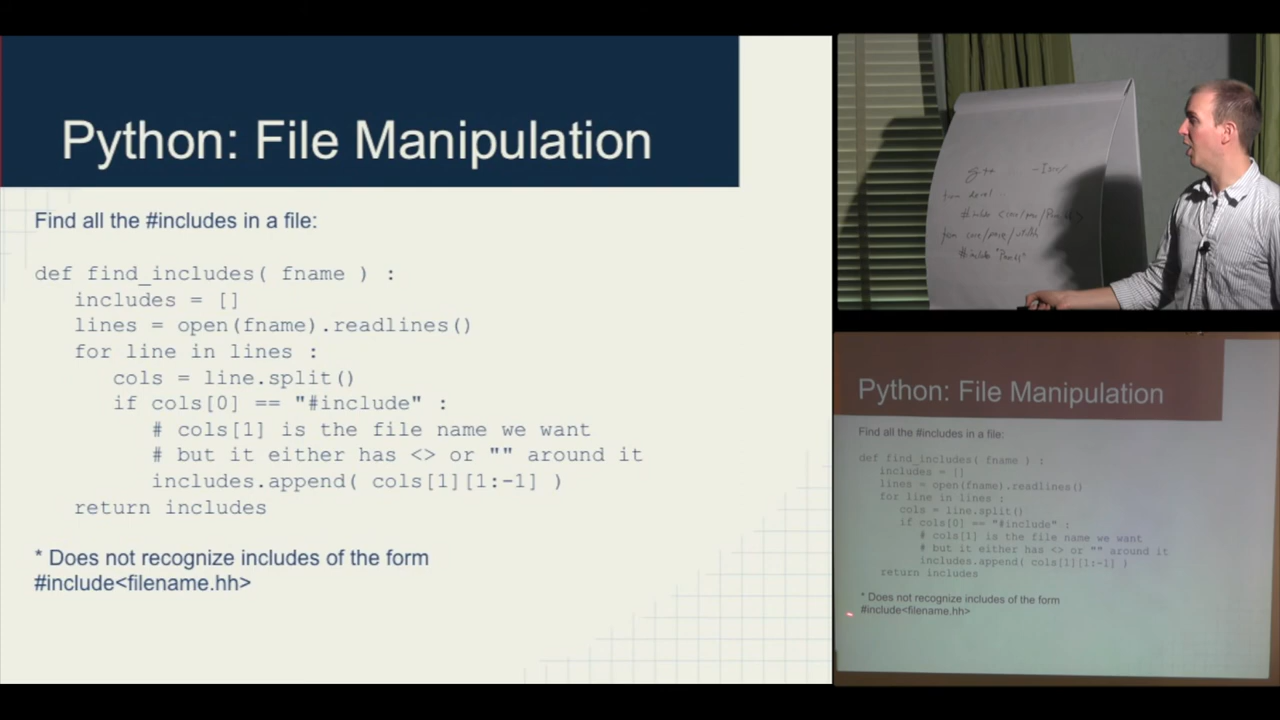 Python: File Manipulation
Find all the #includes in a file:
def find_includes( fname ) :
includes = []
lines = open(fname).readlines()
for line in lines :
cols = line.split()
if cols[0] == "#include" :
# cols[1] is the file name we want
# but it either has <> or "" around it
includes.append( cols[1][1:-1] )
return includes
* Does not recognize includes of the form
#include<filename.hh>
g++
from
#include <core/
from core/
#include "
Python: File Manipulation
Find all the #includes in a file:
def find_includes( fname ) :
includes = []
lines = open(fname).readlines()
for line in lines :
cols = line.split()
if cols[0] == "#include" :
# cols[1] is the file name we want
# but it either has <> or "" around it
includes.append( cols[1][1:-1] )
return includes
* Does not recognize includes of the form
#include<filename.hh>